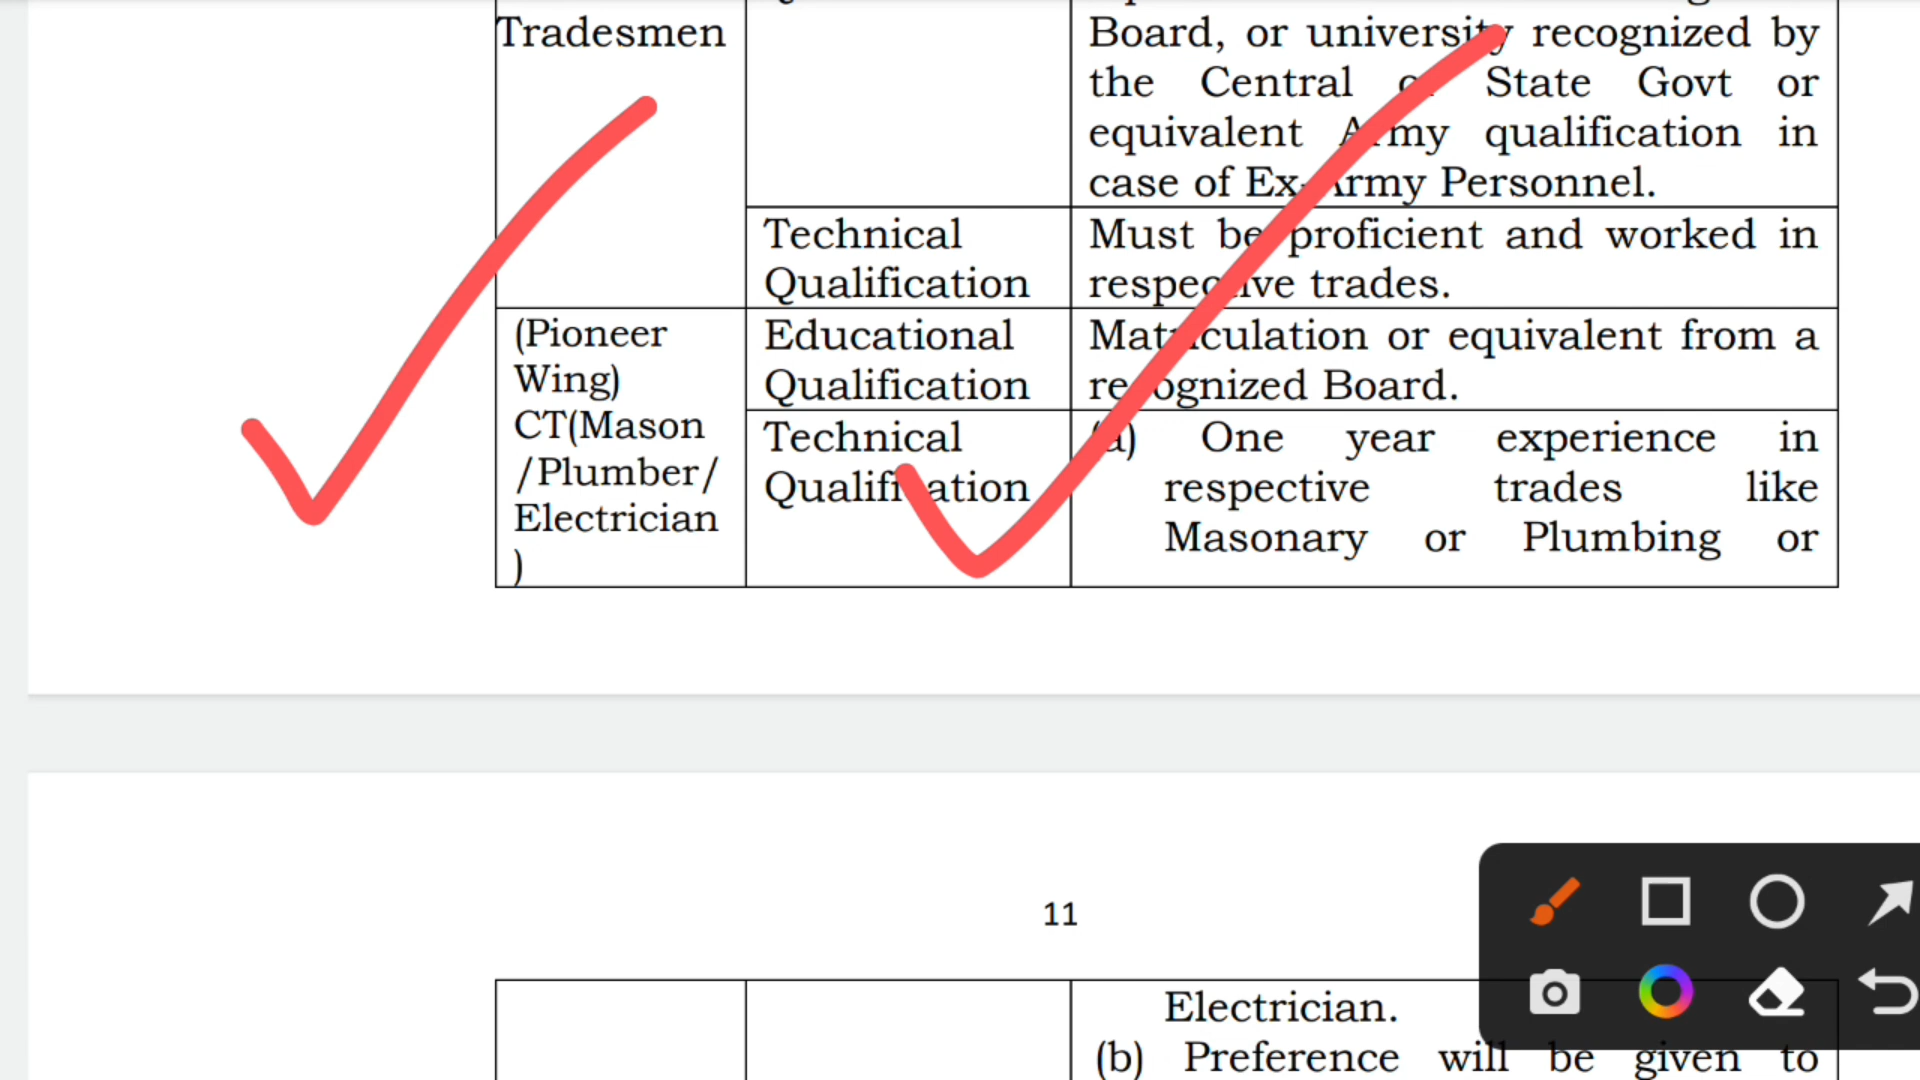 Tradesmen
Board, or university recognized by
the Central or State Govt or
equivalent Army qualification in
case of Ex-Army Personnel.
Technical
Qualification
Must be proficient and worked in
respective trades.
(Pioneer
Wing)
CT(Mason
/Plumber/
Electrician
)
Educational
Qualification
Matriculation or equivalent from a
recognized Board.
Technical
Qualification
(a) One year experience in
respective trades like
Masonary or Plumbing or
11
Electrician.
(b) Preference will be given to